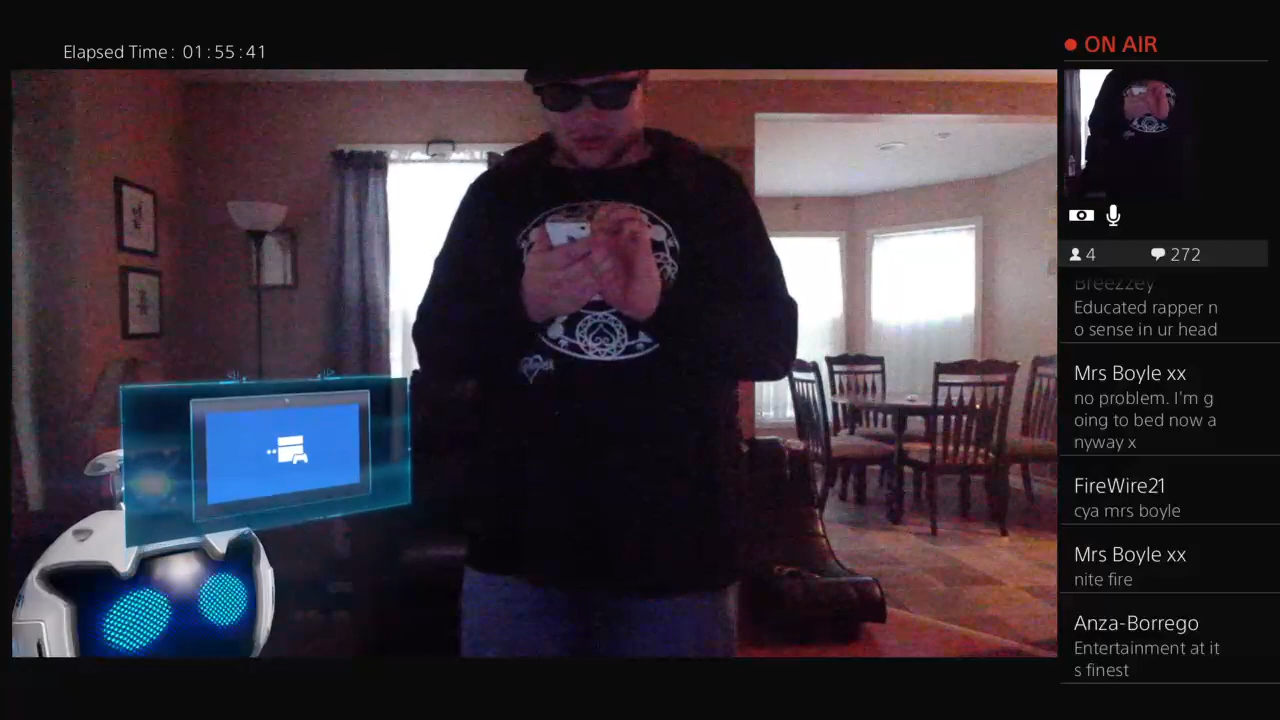 Elapsed Time: 01:55:41
ON AIR
4
272
Breezzey
Educated rapper n
o sense in ur head
Mrs Boyle xx
no problem. I'm g
oing to bed now a
nyway x
FireWire21
cya mrs boyle
Mrs Boyle xx
nite fire
Anza-Borrego
Entertainment at it
s finest